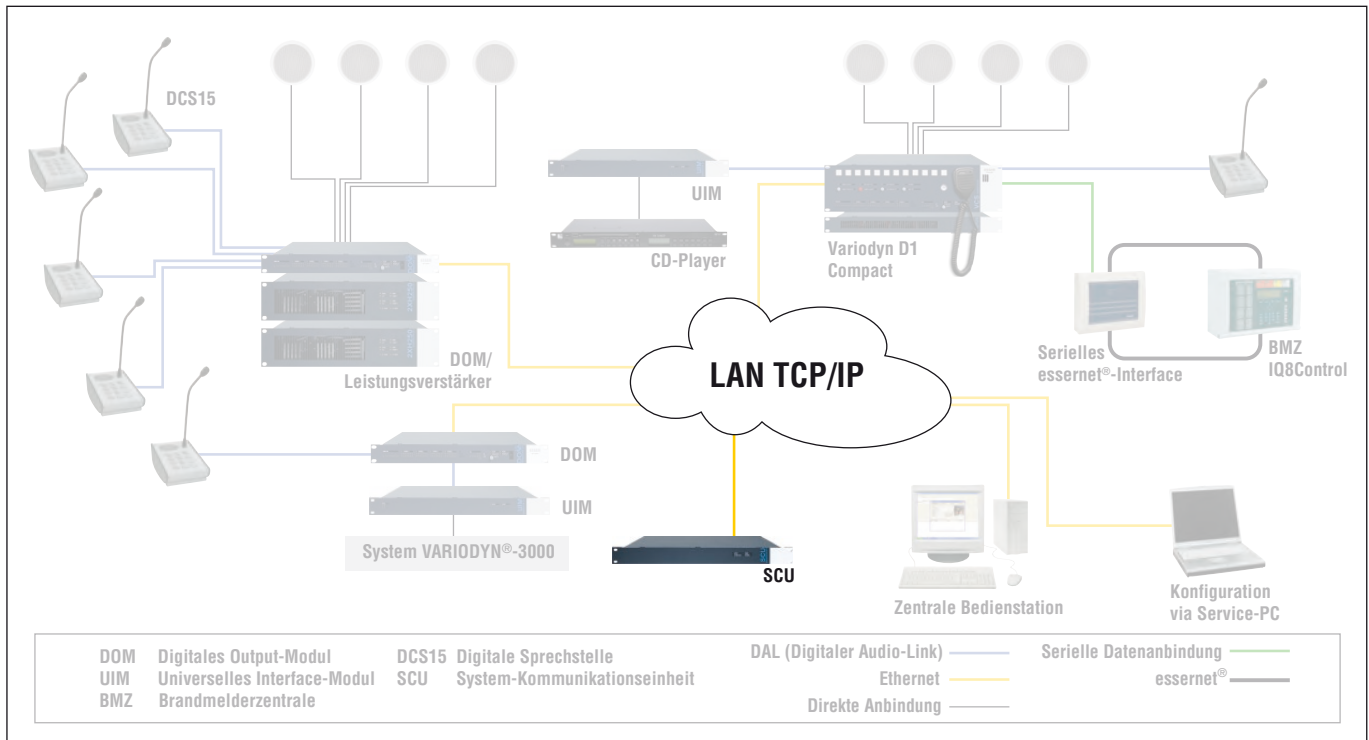 DCS15
UIM
CD-Player
Variodyn D1
Compact
Serielles
essernet®-Interface
BMZ
IQ8Control
DOM/
Leistungsverstärker
LAN TCP/IP
DOM
UIM
System VARIODYN®-3000
SCU
Zentrale Bedienstation
Konfiguration
via Service-PC
DOM Digitales Output-Modul
UIM Universelles Interface-Modul
BMZ Brandmelderzentrale
DCS15 Digitale Sprechstelle
SCU System-Kommunikationseinheit
DAL (Digitaler Audio-Link)
Ethernet
Direkte Anbindung
Serielle Datenanbindung
essernet®